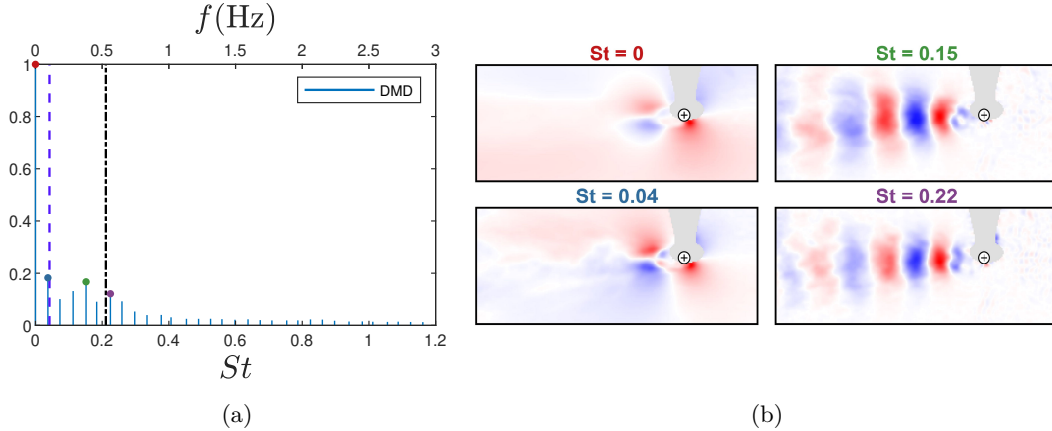 f(Hz)
0 0.5 1 1.5 2 2.5 3
DMD
1
0.8
0.6
0.4
0.2
0
0 0.2 0.4 0.6 0.8 1 1.2
St
(a)
St = 0
St = 0.15
St = 0.04
St = 0.22
(b)